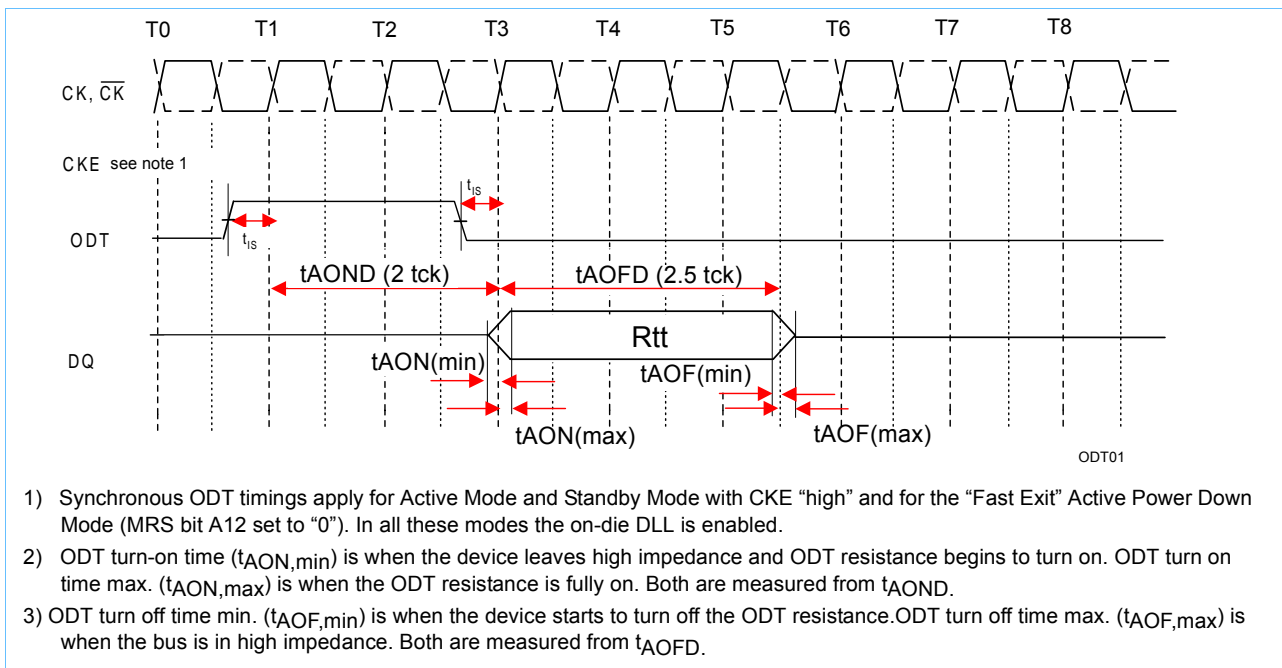 T0 T1 T2 T3 T4 T5 T6 T7 T8
CK, CK
CKE see note 1
tIS
tIS
ODT
tAOND (2 tck) tAOFD (2.5 tck)
Rtt
DQ
tAON(min) tAOF(min)
tAON(max) tAOF(max)
ODT01
1) Synchronous ODT timings apply for Active Mode and Standby Mode with CKE “high” and for the “Fast Exit” Active Power Down
Mode (MRS bit A12 set to “0”). In all these modes the on-die DLL is enabled.
2) ODT turn-on time (tAON,min) is when the device leaves high impedance and ODT resistance begins to turn on. ODT turn on
time max. (tAON,max) is when the ODT resistance is fully on. Both are measured from tAOND.
3) ODT turn off time min. (tAOF,min) is when the device starts to turn off the ODT resistance.ODT turn off time max. (tAOF,max) is
when the bus is in high impedance. Both are measured from tAOFD.